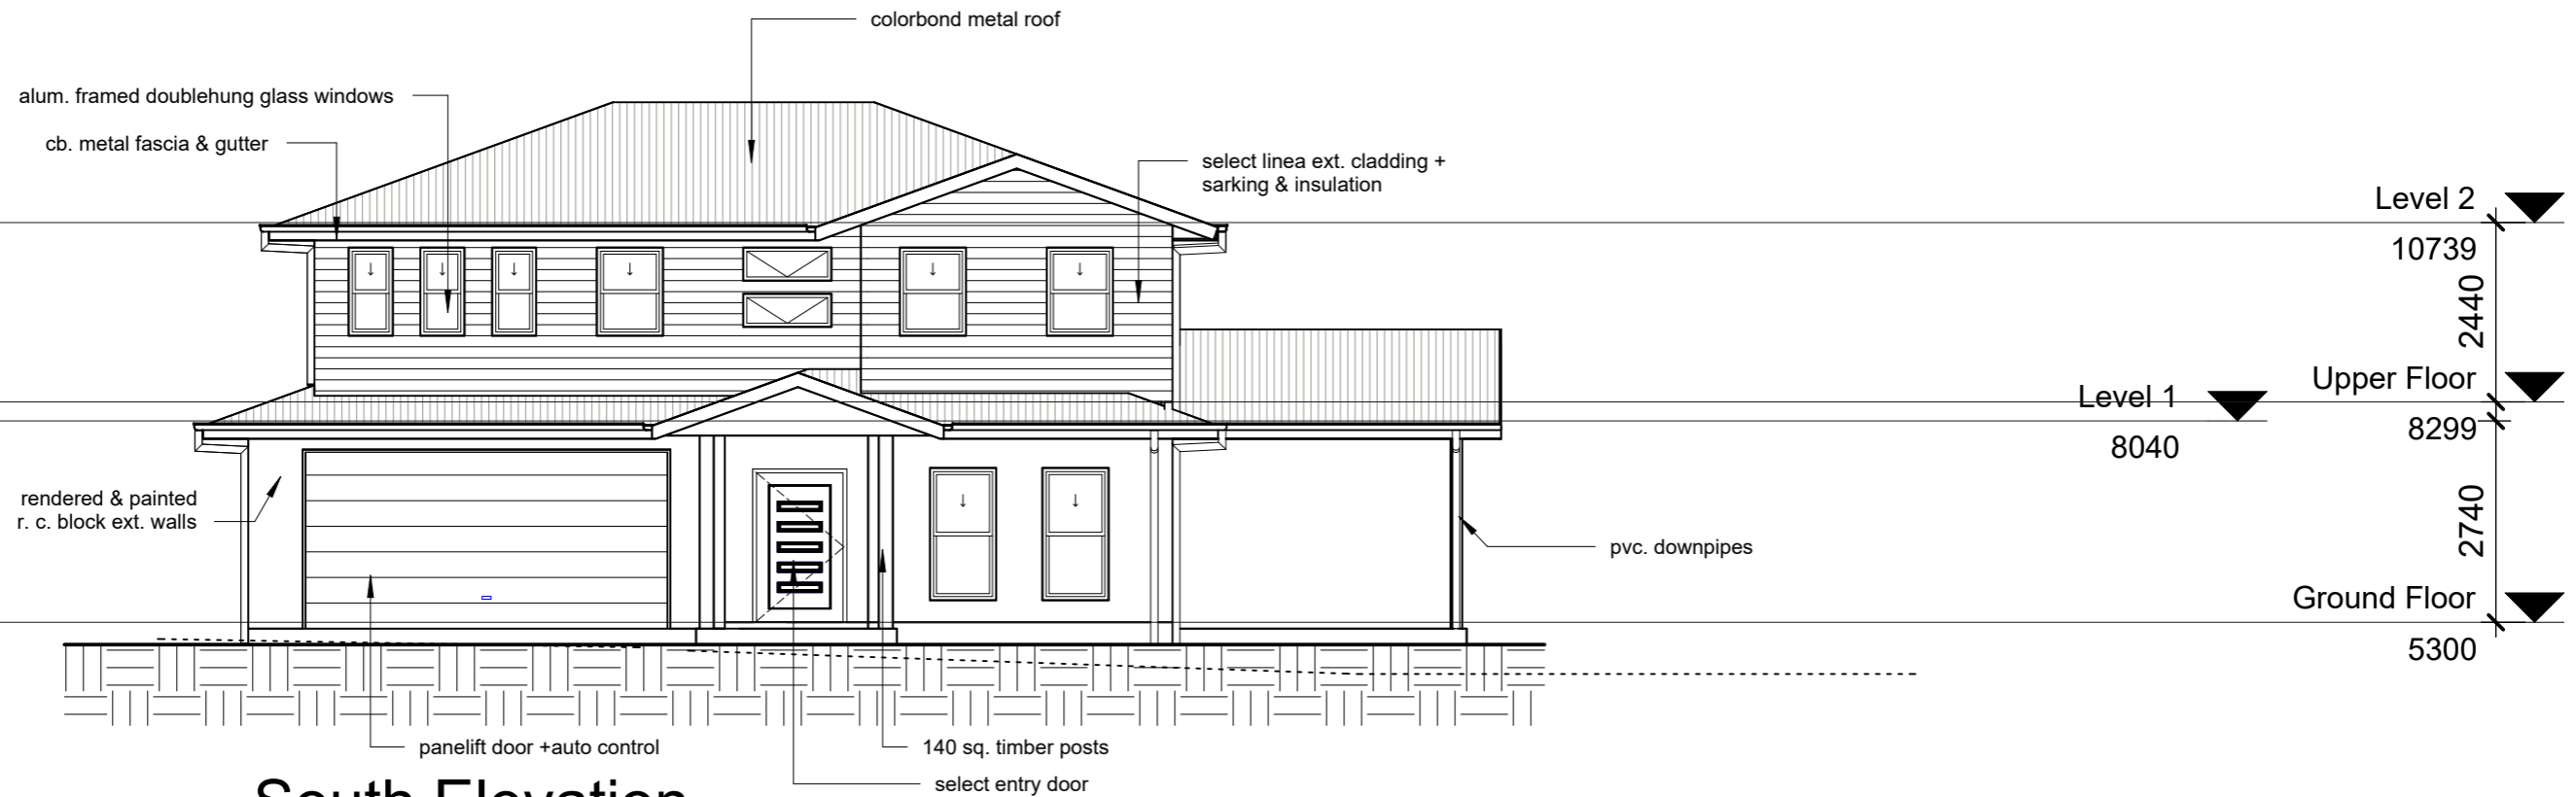 colorbond metal roof
alum. framed doublehung glass windows
cb. metal fascia & gutter
select linea ext. cladding +
sarking & insulation
Level 2
10739
2440
Upper Floor
Level 1
8299
8040
rendered & painted
r. c. block ext. walls
2740
pvc. downpipes
Ground Floor
5300
panelift door +auto control
140 sq. timber posts
select entry door
South Elevation